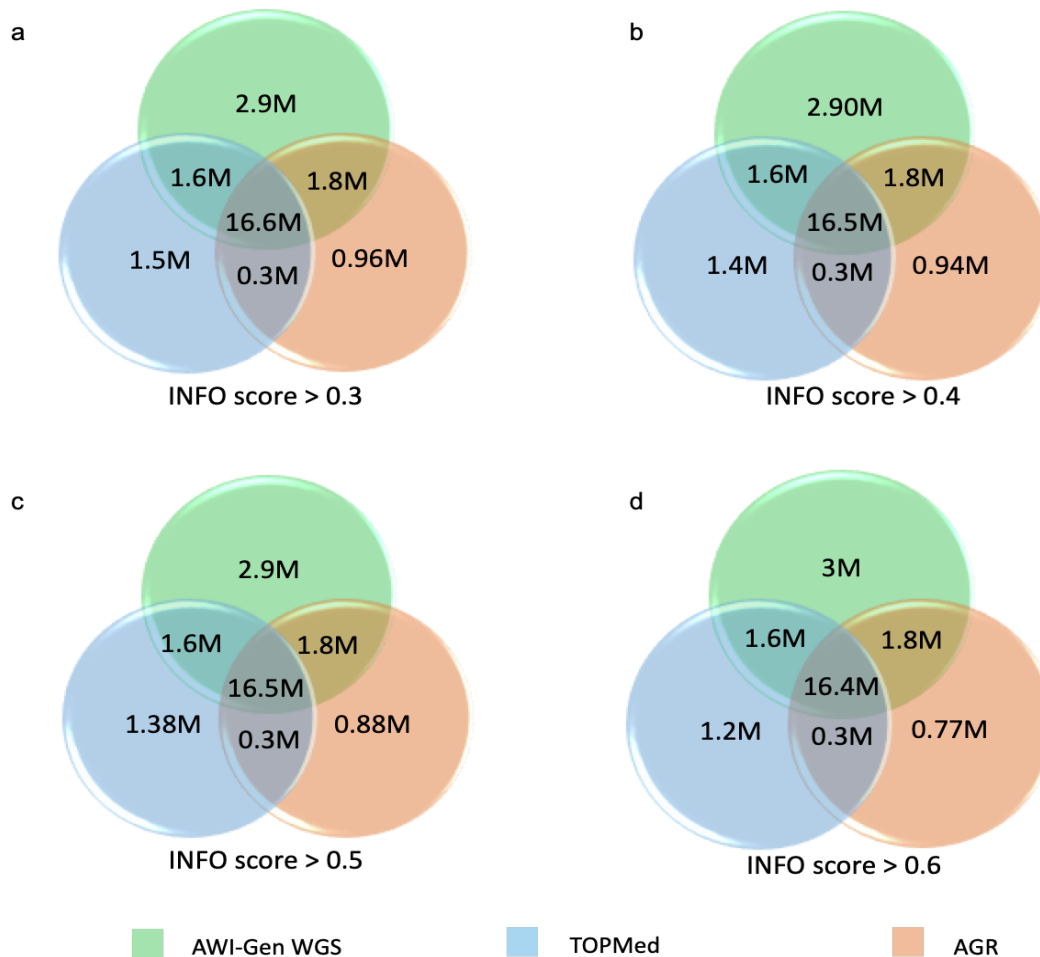 a
2.9M
1.6M
1.8M
16.6M
1.5M
0.3M
0.96M
INFO score > 0.3
b
2.90M
1.6M
1.8M
16.5M
1.4M
0.3M
0.94M
INFO score > 0.4
c
2.9M
1.6M
1.8M
16.5M
1.38M
0.3M
0.88M
INFO score > 0.5
d
3M
1.6M
1.8M
16.4M
1.2M
0.3M
0.77M
INFO score > 0.6
AWI-Gen WGS
TOPMed
AGR